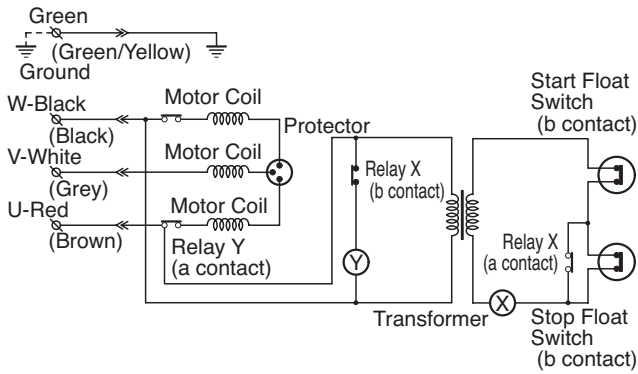 Green
(Green/Yellow)
Ground
W-Black
(Black)
Motor Coil
Protector
V-White
(Grey)
Motor Coil
U-Red
(Brown)
Motor Coil
Relay Y
(a contact)
Relay X
(b contact)
Y
Transformer
Start Float
Switch
(b contact)
Relay X
(a contact)
X
Stop Float
Switch
(b contact)